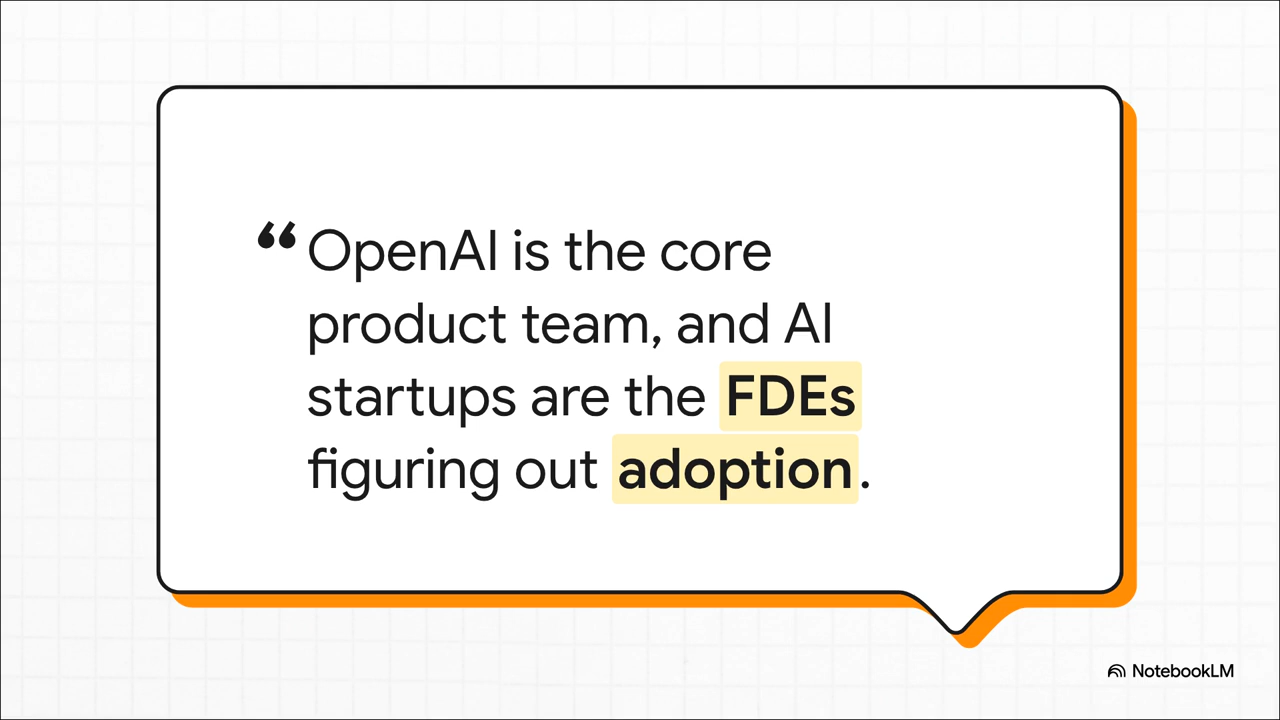 “OpenAI is the core
product team, and AI
startups are the FDEs
figuring out adoption.
NotebookLM